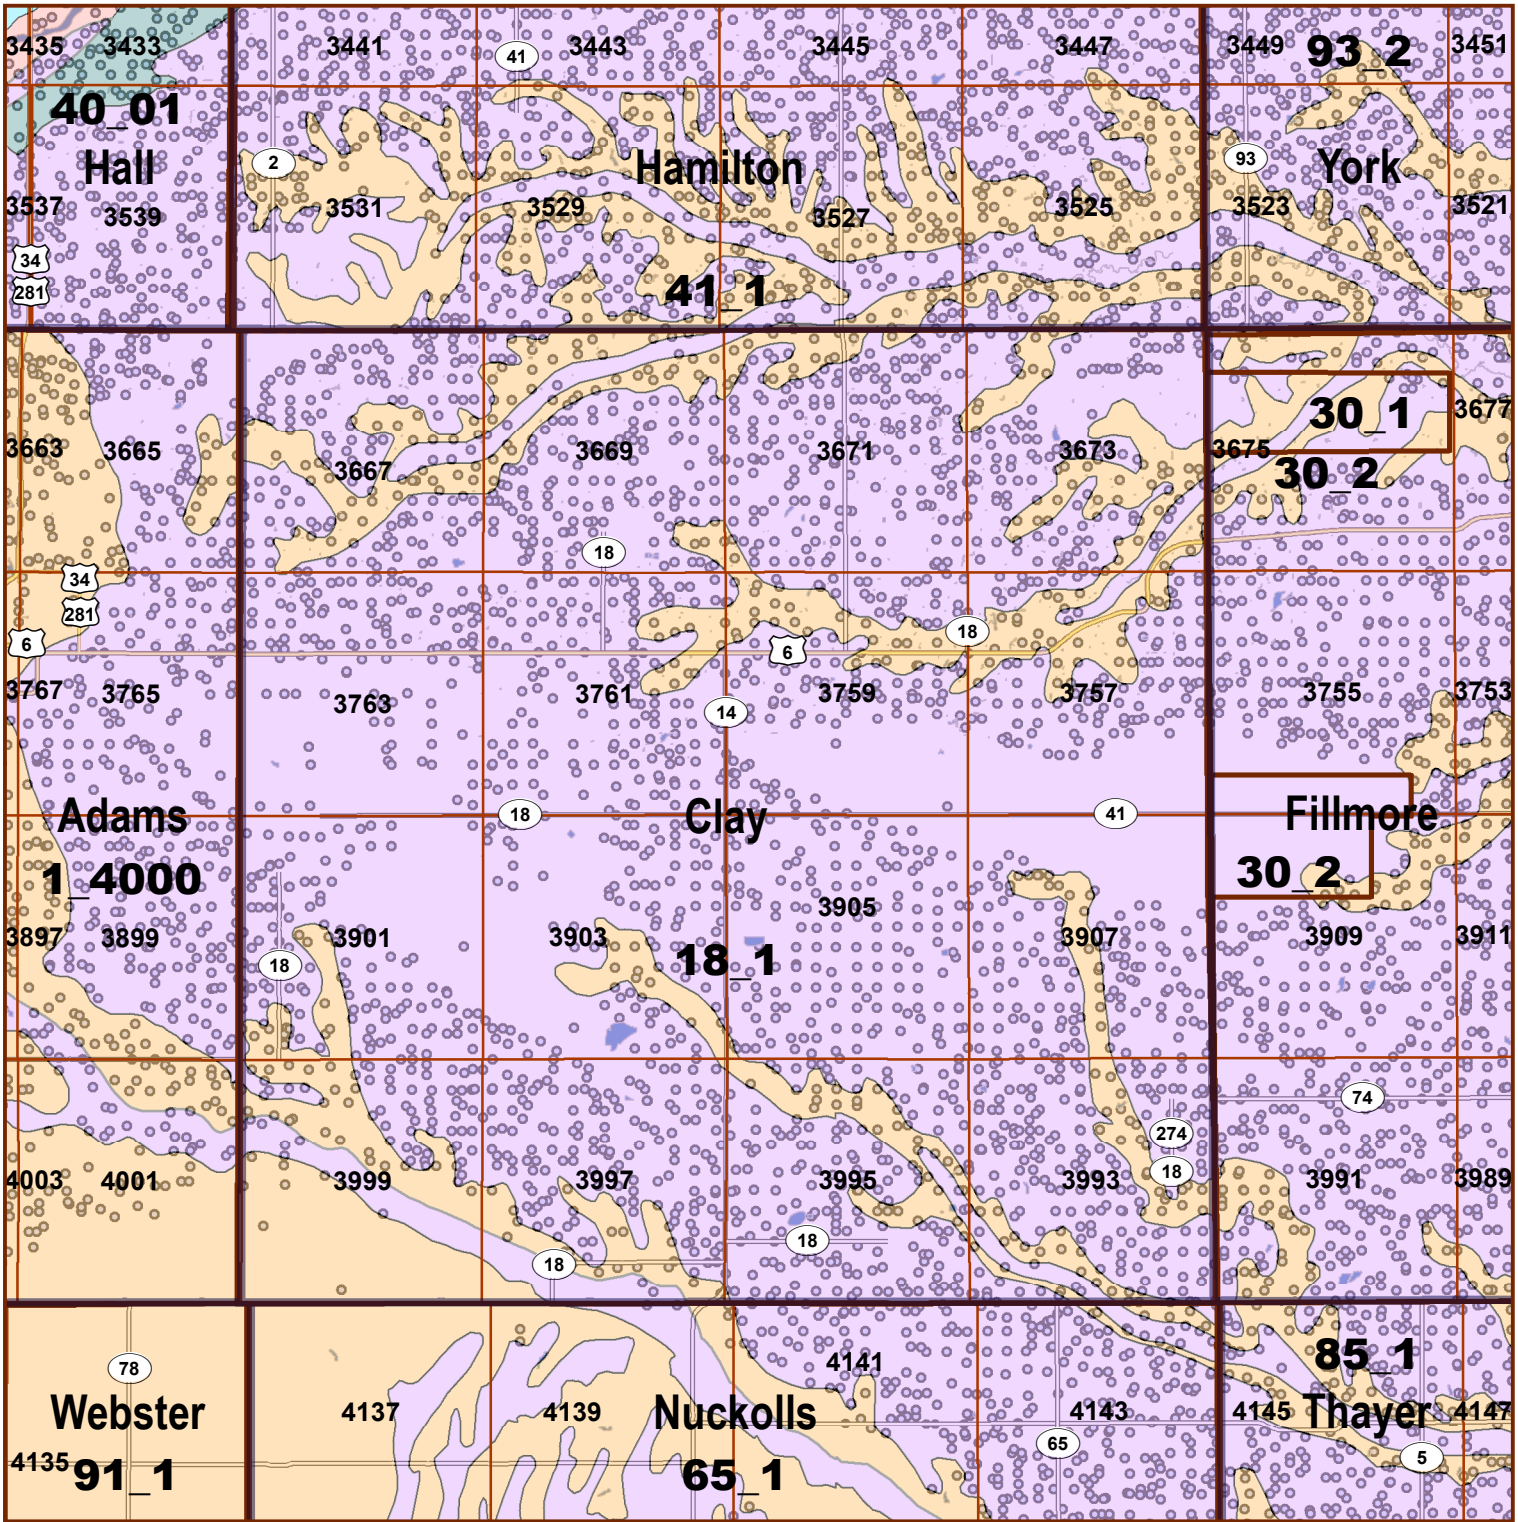 3435 3433 3441 41 3443 3445 3447 3449 93_2 3451
40_01
Hall 2 Hamilton 93 York
3537 3539 3531 3529 3527 3525 3523 3521
34
281 41_1
30_1 3677
3663 3665 3667 3669 3671 3673 3675
30_2
18
34
281
6 6 18
3767 3765 3763 3761 3759 3757 3755 3753
14
Adams 18 Clay 41 Fillmore
1_4000 30_2
3905
3897 3899 3901 3903 3907 3909 3911
18 18_1
74
274
18
4003 4001 3999 3997 3995 3993 3991 3989
18
18
78 4141 85_1
Webster 4137 4139 Nuckolls 4143 4145 Thayer 4147
65
4135 91_1 65_1 5